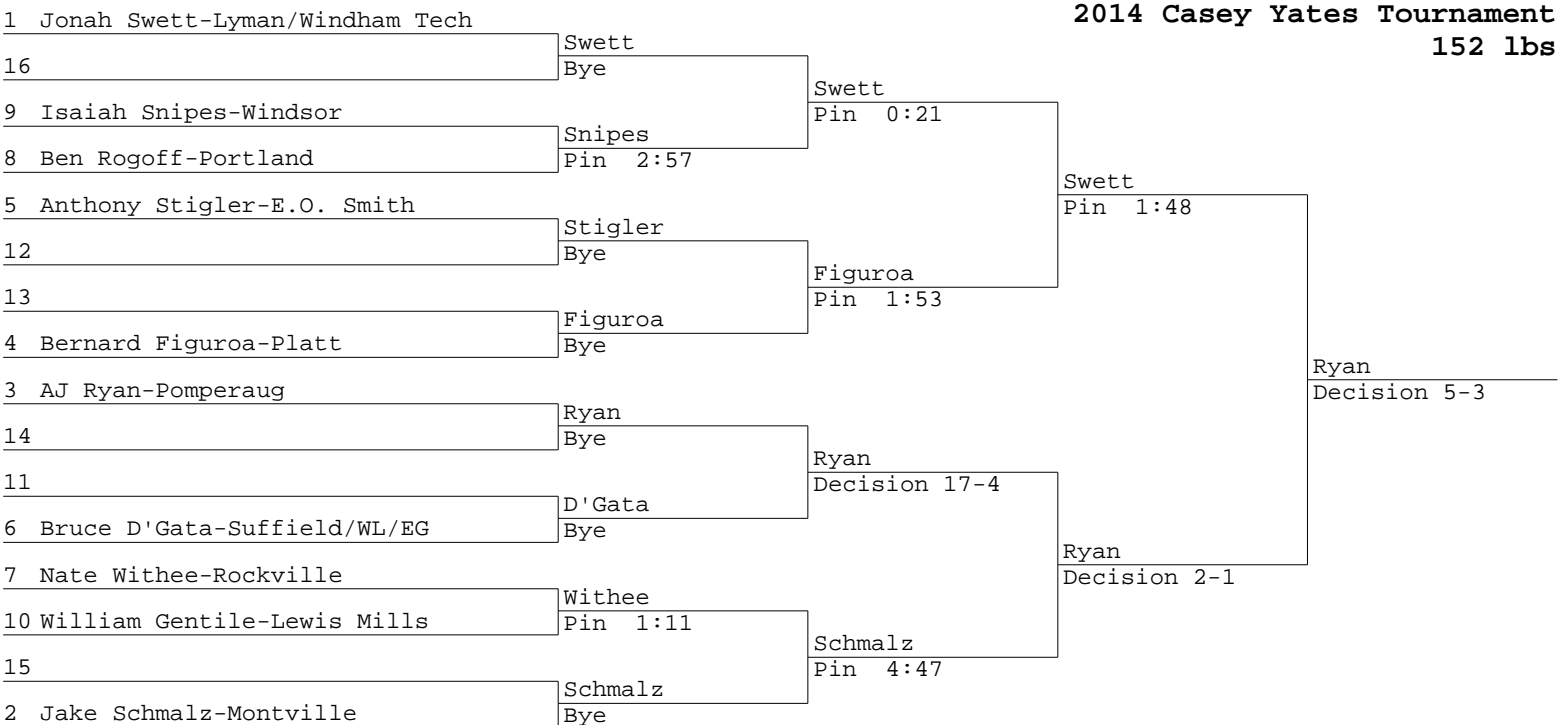 2014 Casey Yates Tournament
152 lbs
1 Jonah Swett-Lyman/Windham Tech
16
9 Isaiah Snipes-Windsor
8 Ben Rogoff-Portland
5 Anthony Stigler-E.O. Smith
12
13
4 Bernard Figuroa-Platt
3 AJ Ryan-Pomperaug
14
11
6 Bruce D'Gata-Suffield/WL/EG
7 Nate Withee-Rockville
10 William Gentile-Lewis Mills
15
2 Jake Schmalz-Montville
Swett
Bye
Snipes
Pin 2:57
Stigler
Bye
Figuroa
Bye
Ryan
Bye
D'Gata
Bye
Withee
Pin 1:11
Schmalz
Bye
Swett
Pin 0:21
Figuroa
Pin 1:53
Ryan
Decision 17-4
Schmalz
Pin 4:47
Swett
Pin 1:48
Ryan
Decision 2-1
Ryan
Decision 5-3